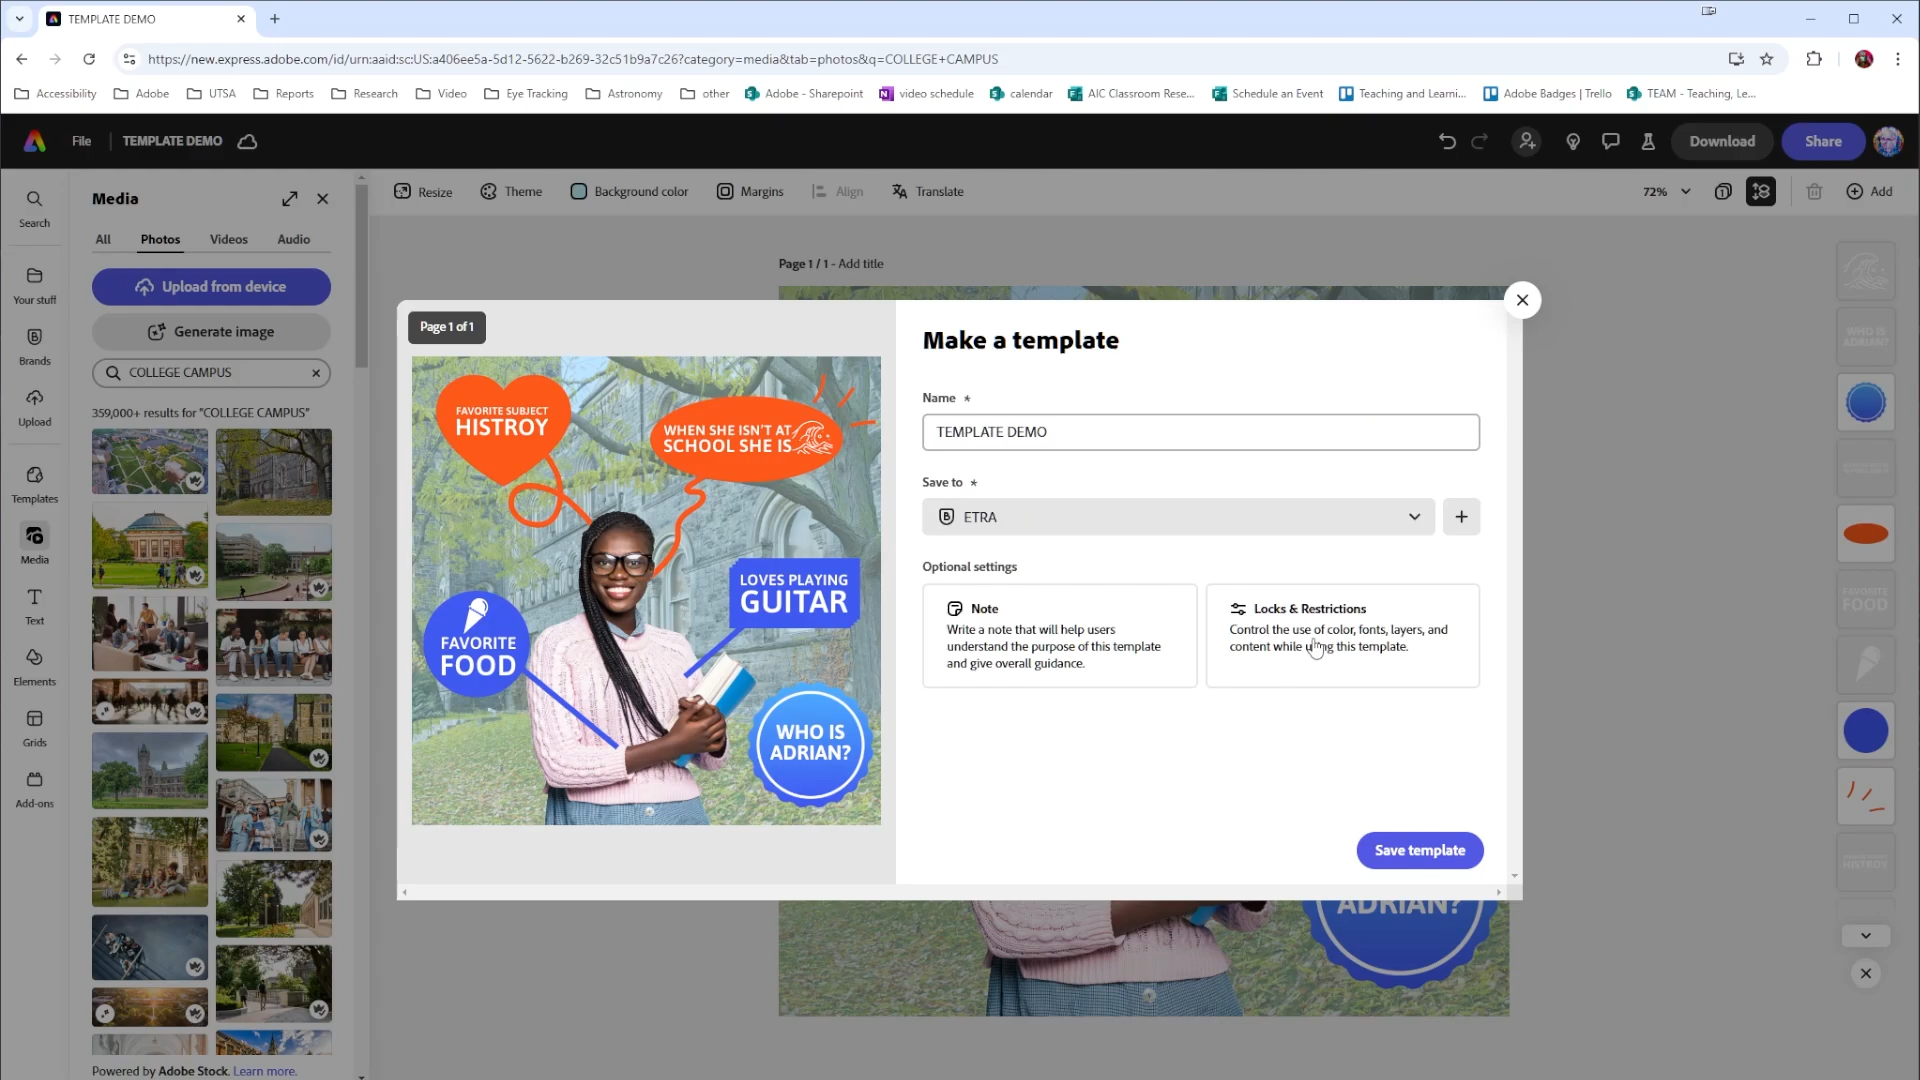 TEMPLATE DEMO
https://new.express.adobe.com/id/urn:aaid:sc:US:a406ee5a-5d12-5622-b269-32c51b9a7c26?category=media&tab=photos&q=COLLEGE+CAMPUS
Accessibility
Adobe
UTSA
Reports
Research
Video
Eye Tracking
Astronomy
other
Adobe - Sharepoint
video schedule
calendar
AIC Classroom Rese...
Schedule an Event
Teaching and Learni...
Adobe Badges | Trello
TEAM - Teaching, Le...
File
TEMPLATE DEMO
Download
Share
Search
Your stuff
Brands
Upload
Templates
Media
Text
Elements
Grids
Add-ons
Media
All
Photos
Videos
Audio
Upload from device
Generate image
COLLEGE CAMPUS
359,000+ results for "COLLEGE CAMPUS"
Powered by Adobe Stock. Learn more.
Resize
Theme
Background color
Margins
Align
Translate
72%
1
Add
Page 1 / 1 - Add title
Page 1 of 1
FAVORITE SUBJECT
HISTROY
WHEN SHE ISN'T AT
SCHOOL SHE IS
LOVES PLAYING
GUITAR
FAVORITE
FOOD
WHO IS
ADRIAN?
Make a template
Name *
TEMPLATE DEMO
Save to *
ETRA
Optional settings
Note
Write a note that will help users
understand the purpose of this template
and give overall guidance.
Locks & Restrictions
Control the use of color, fonts, layers, and
content while using this template.
Save template
ADRIAN?
WHO IS
ADRIAN?
FAVORITE
FOOD
HISTROY